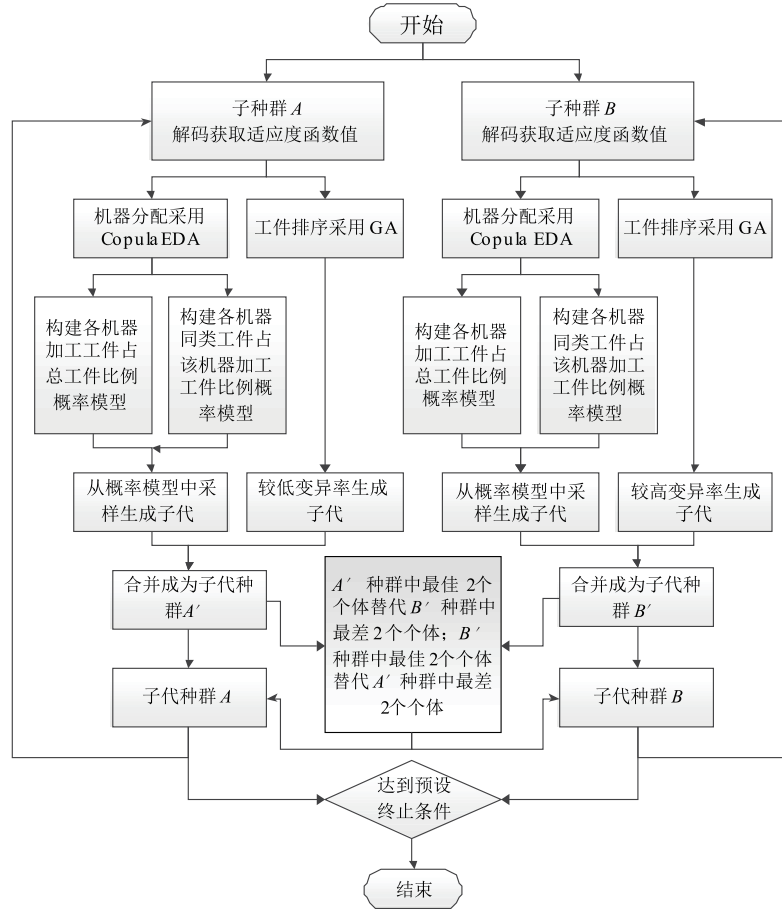 开始
子种群 A
解码获取适应度函数值
子种群 B
解码获取适应度函数值
机器分配采用
Copula EDA
工件排序采用 GA
机器分配采用
Copula EDA
工件排序采用 GA
构建各机器
加工工件占
总工件比例
概率模型
构建各机器
同类工件占
该机器加工
工件比例概
率模型
构建各机器
加工工件占
总工件比例
概率模型
构建各机器
同类工件占
该机器加工
工件比例概
率模型
从概率模型中采
样生成子代
较低变异率生成
子代
从概率模型中采
样生成子代
较高变异率生成
子代
合并成为子代种
群A′
A′ 种群中最佳 2个
个体替代B′ 种群中
最差2个个体；B′
种群中最佳2个个体
替代A′ 种群中最差
2个个体
合并成为子代种
群 B′
子代种群 A
子代种群 B
达到预设
终止条件
结束